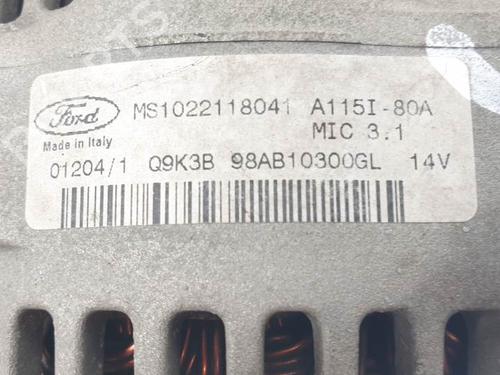 Ford MS1022118041 A115I-80A
Made in Italy MIC 3.1
01204/1 Q9K3B 98AB10300GL 14V